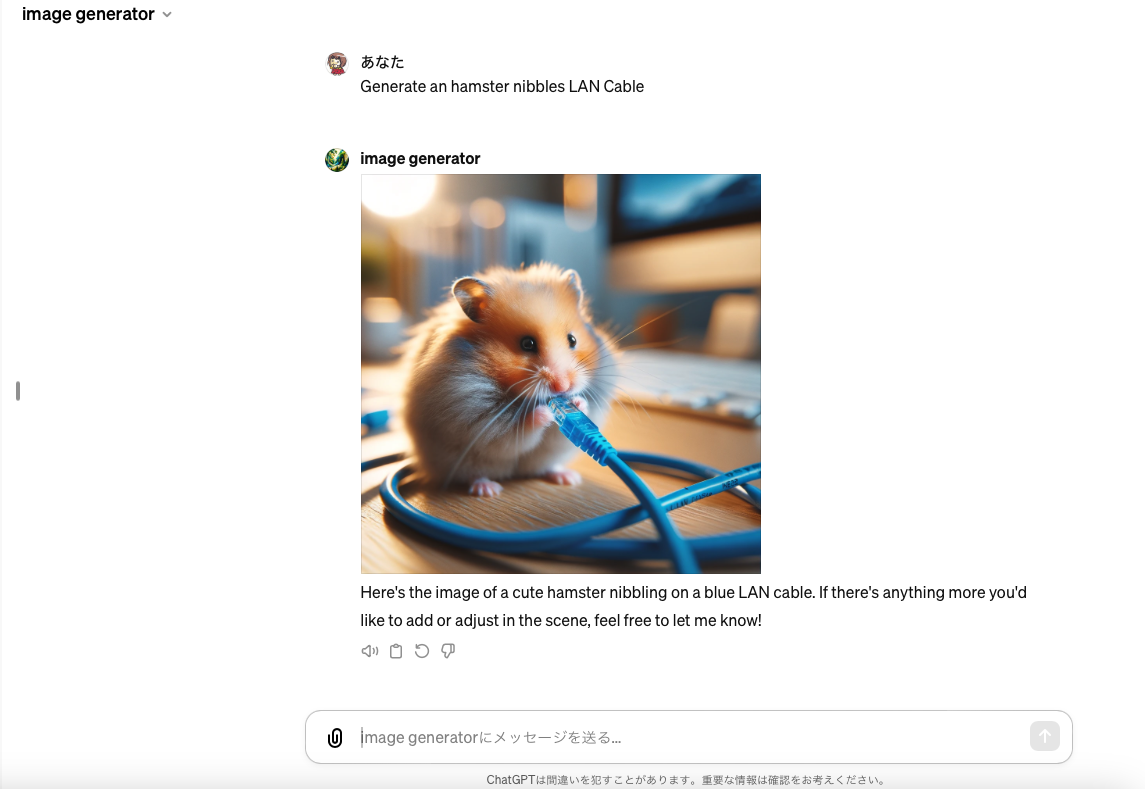 image generator
あなた
Generate an hamster nibbles LAN Cable
image generator
Here's the image of a cute hamster nibbling on a blue LAN cable. If there's anything more you'd
like to add or adjust in the scene, feel free to let me know!
image generatorにメッセージを送る...
ChatGPTは間違いを犯すことがあります。重要な情報は確認をお考えください。